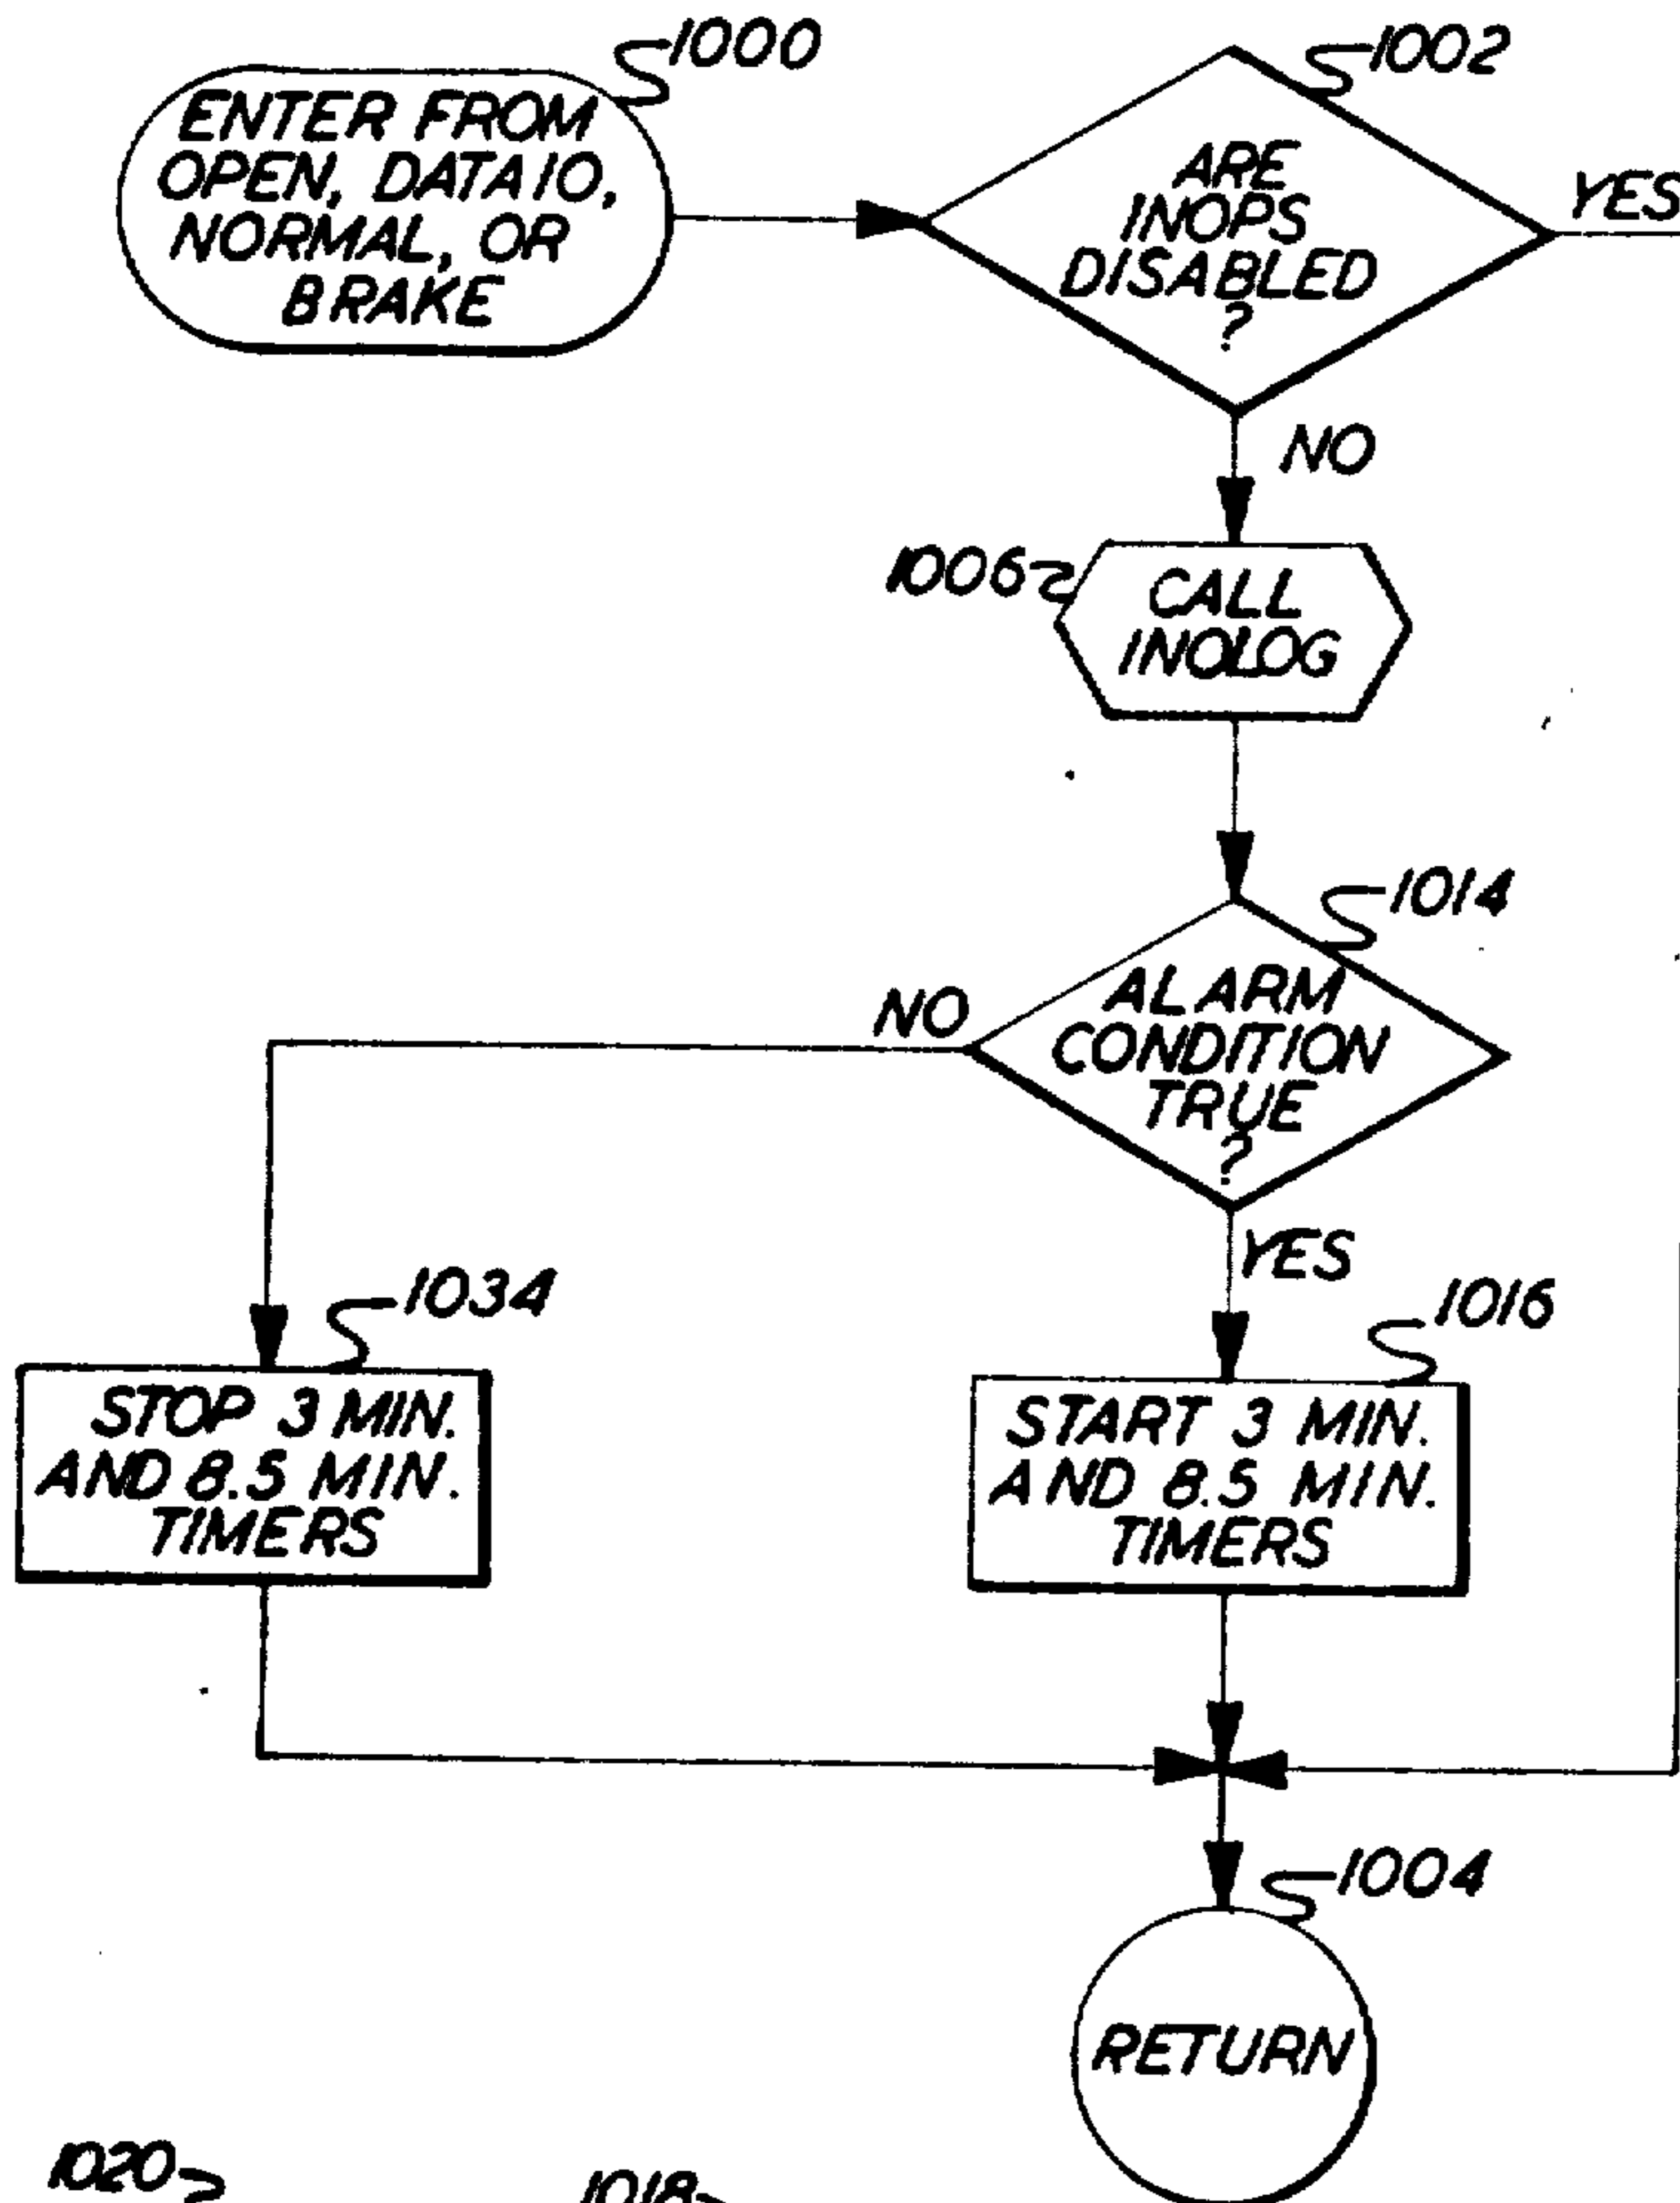 1000
ENTER FROM
OPEN, DATAIO,
NORMAL, OR
BRAKE
1002
ARE
INOPS
DISABLED
?
YES
NO
1006
CALL
INOLOG
1014
ALARM
CONDITION
TRUE
?
NO
YES
1034
STOP 3 MIN.
AND 8.5 MIN.
TIMERS
1016
START 3 MIN.
AND 8.5 MIN.
TIMERS
1004
RETURN
1020
1018